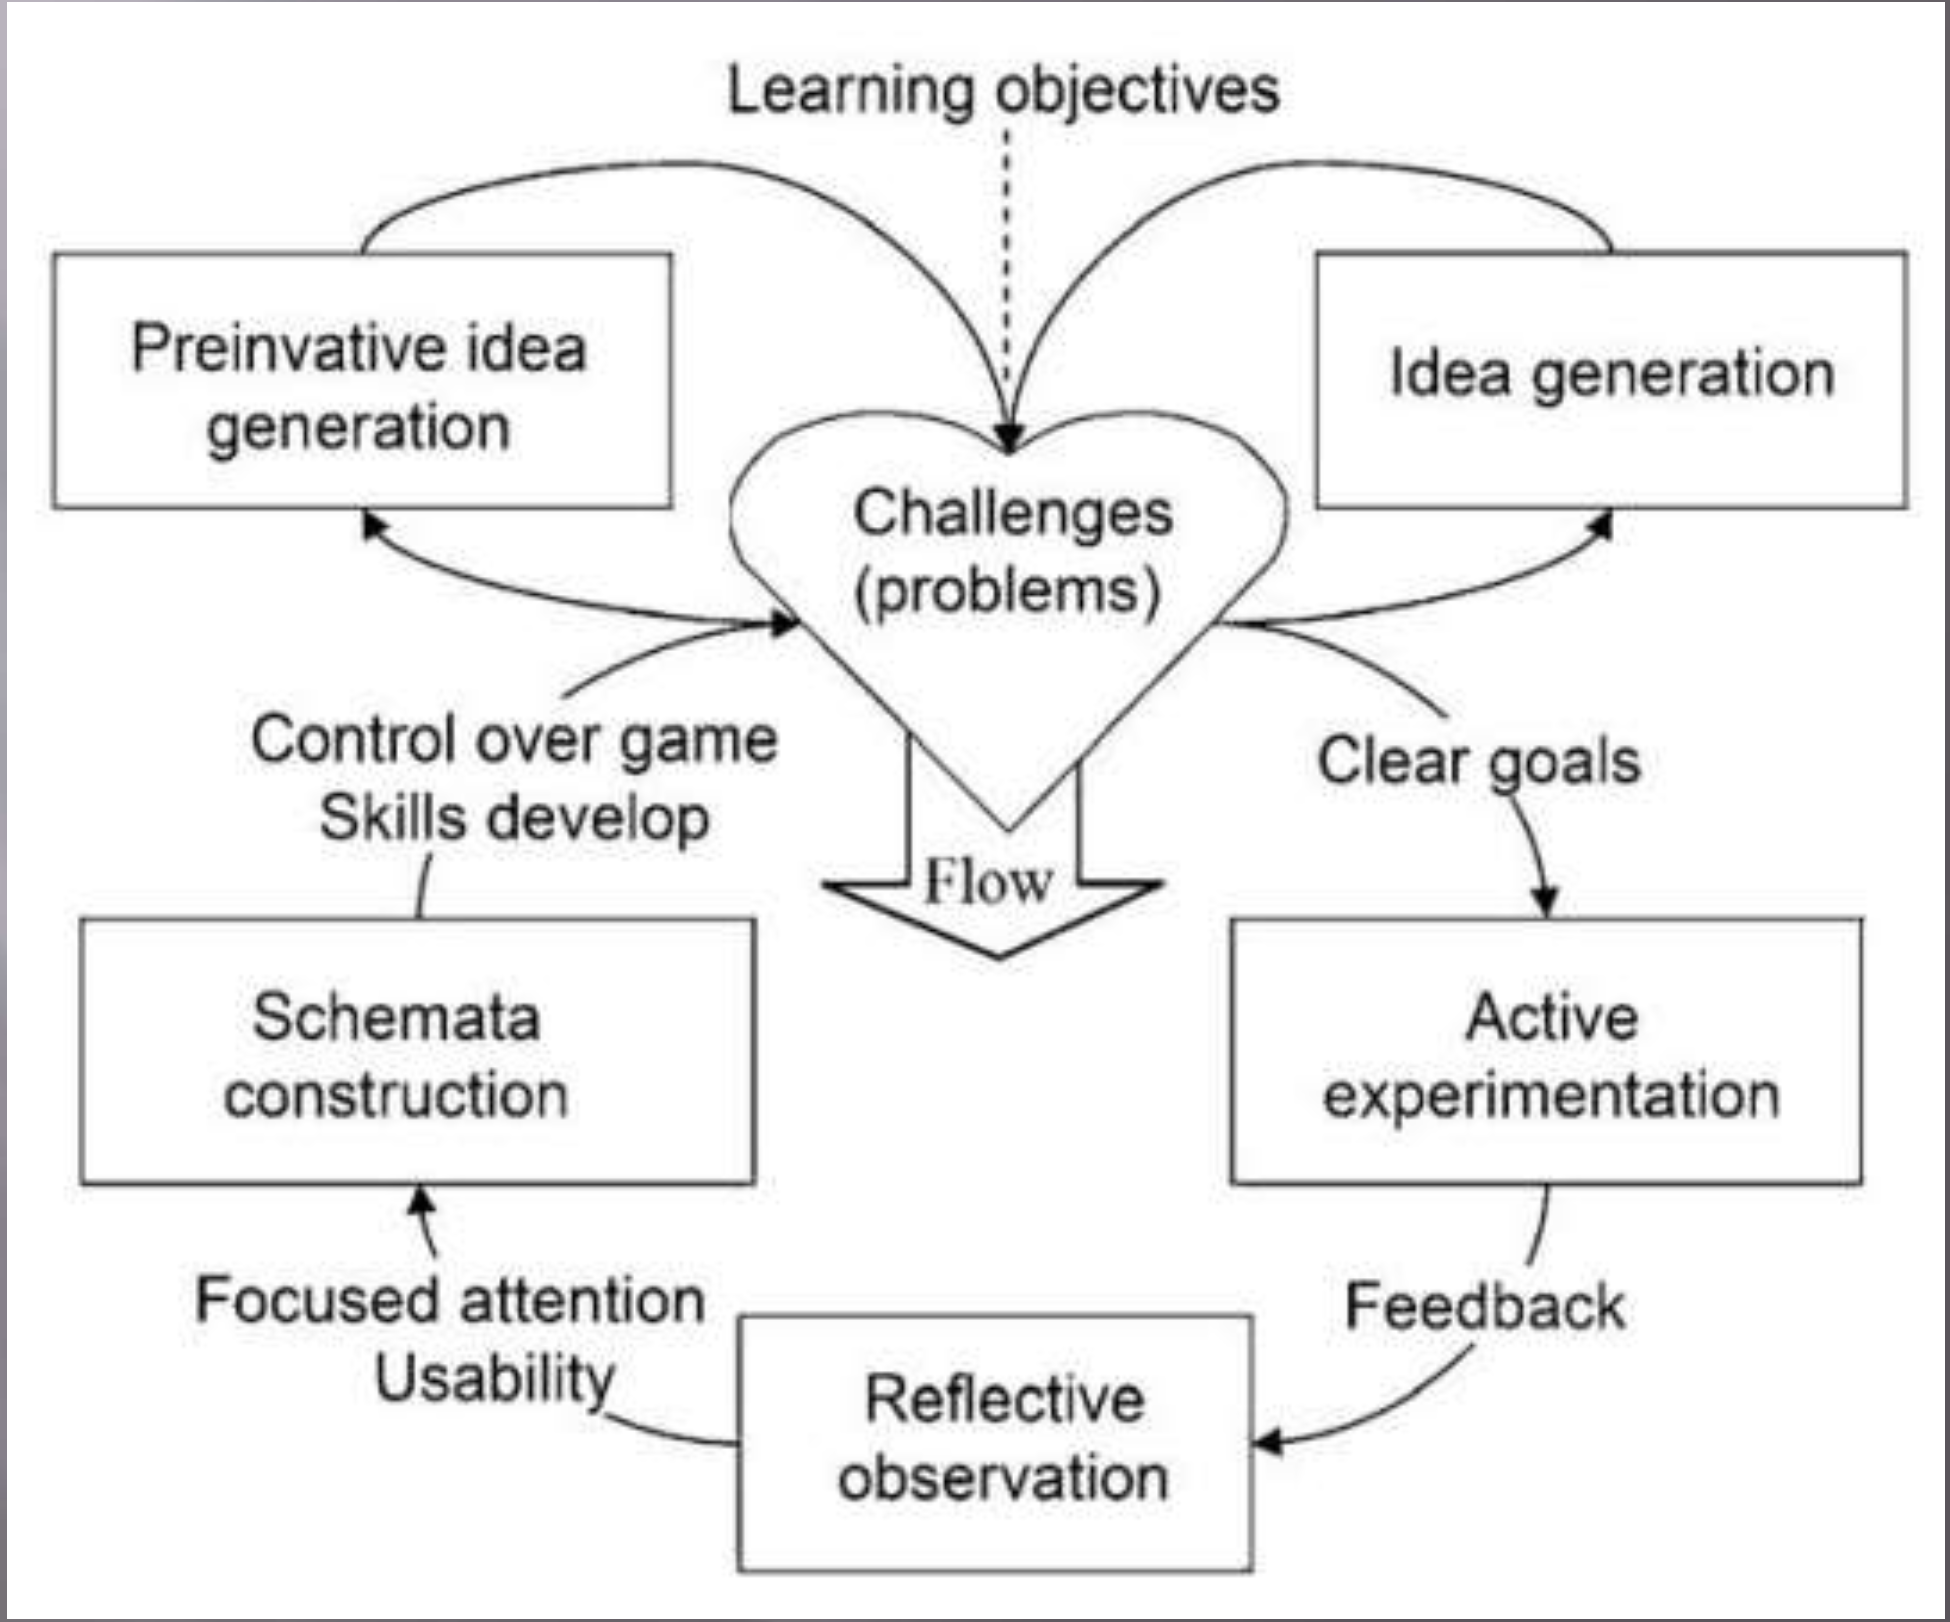 Learning objectives
Preinvative idea
generation
Idea generation
Challenges
(problems)
Control over game
Skills develop
Clear goals
Flow
Schemata
construction
Active
experimentation
Focused attention
Usability
Feedback
Reflective
observation